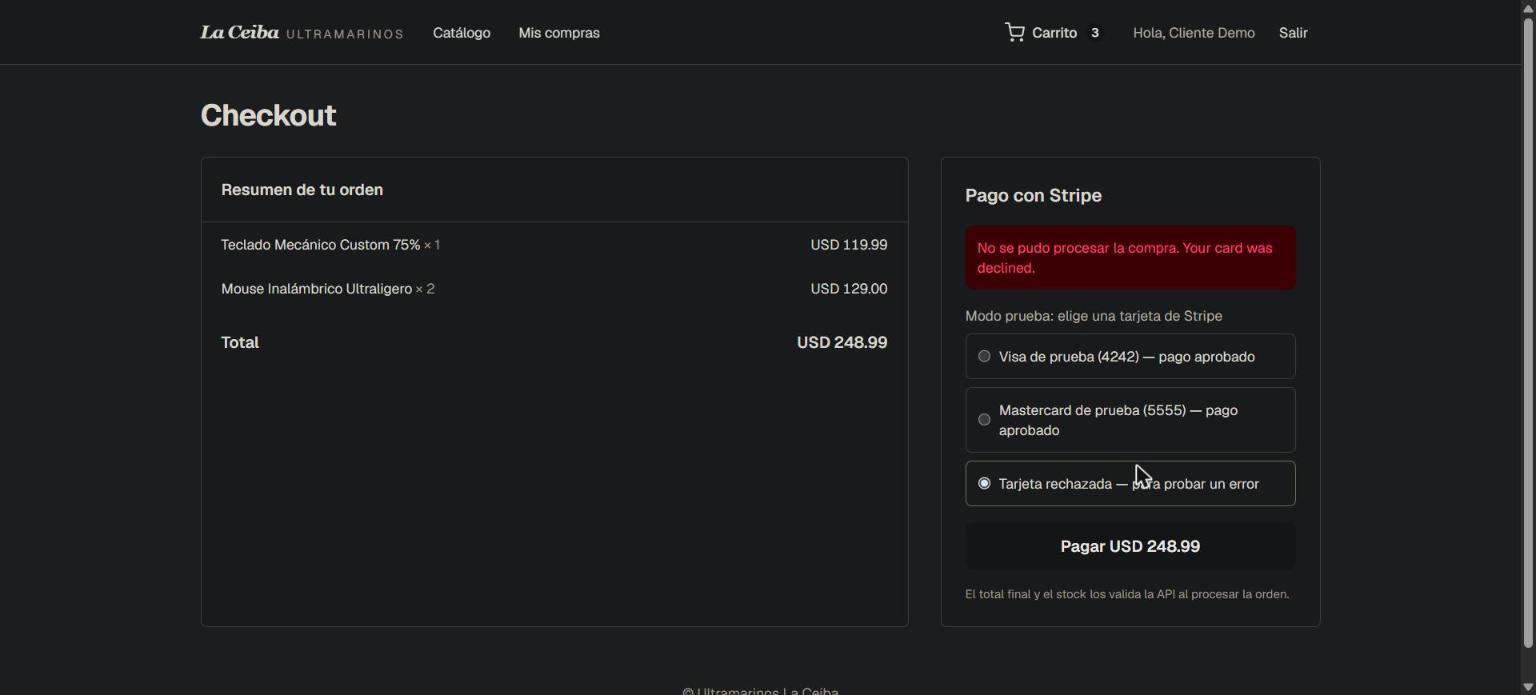 La Ceiba ULTRAMARINOS Catálogo Mis compras Carrito 3 Hola, Cliente Demo Salir
Checkout
Resumen de tu orden
Teclado Mecánico Custom 75% × 1 USD 119.99
Mouse Inalámbrico Ultraligero × 2 USD 129.00
Total USD 248.99
Pago con Stripe
No se pudo procesar la compra. Your card was
declined.
Modo prueba: elige una tarjeta de Stripe
Visa de prueba (4242) — pago aprobado
Mastercard de prueba (5555) — pago
aprobado
Tarjeta rechazada — para probar un error
Pagar USD 248.99
El total final y el stock los valida la API al procesar la orden.
© Ultramarinos La Ceiba